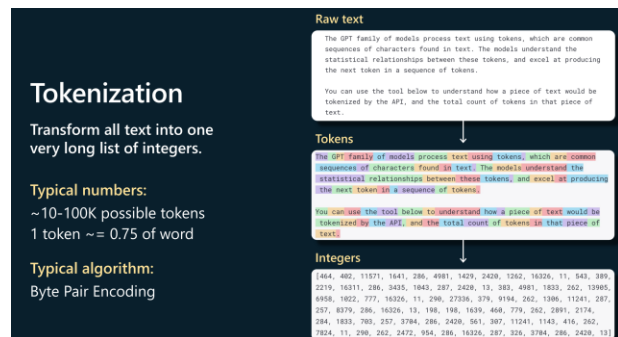 Tokenization
Transform all text into one
very long list of integers.
Typical numbers:
~10-100K possible tokens
1 token ~= 0.75 of word
Typical algorithm:
Byte Pair Encoding
Raw text
The GPT family of models process text using tokens, which are common
sequences of characters found in text. The models understand the
statistical relationships between these tokens, and excel at producing
the next token in a sequence of tokens.
You can use the tool below to understand how a piece of text would be
tokenized by the API, and the total count of tokens in that piece of
text.
Tokens
The GPT family of models process text using tokens, which are common
sequences of characters found in text. The models understand the
statistical relationships between these tokens, and excel at producing
the next token in a sequence of tokens.
You can use the tool below to understand how a piece of text would be
tokenized by the API, and the total count of tokens in that piece of
text.
Integers
[464, 402, 11571, 1641, 286, 4981, 1429, 2420, 1262, 16326, 11, 543, 389,
2219, 16311, 286, 3435, 1043, 287, 2420, 13, 383, 4981, 1833, 262, 13905,
6958, 1022, 777, 16326, 11, 290, 27336, 379, 9194, 262, 1306, 11241, 287,
257, 8379, 286, 16326, 13, 198, 198, 1639, 460, 779, 262, 2891, 2174,
284, 1833, 703, 257, 3704, 286, 2420, 561, 307, 11241, 1143, 416, 262,
7824, 11, 290, 262, 2472, 954, 286, 16326, 287, 326, 3704, 286, 2420, 13]